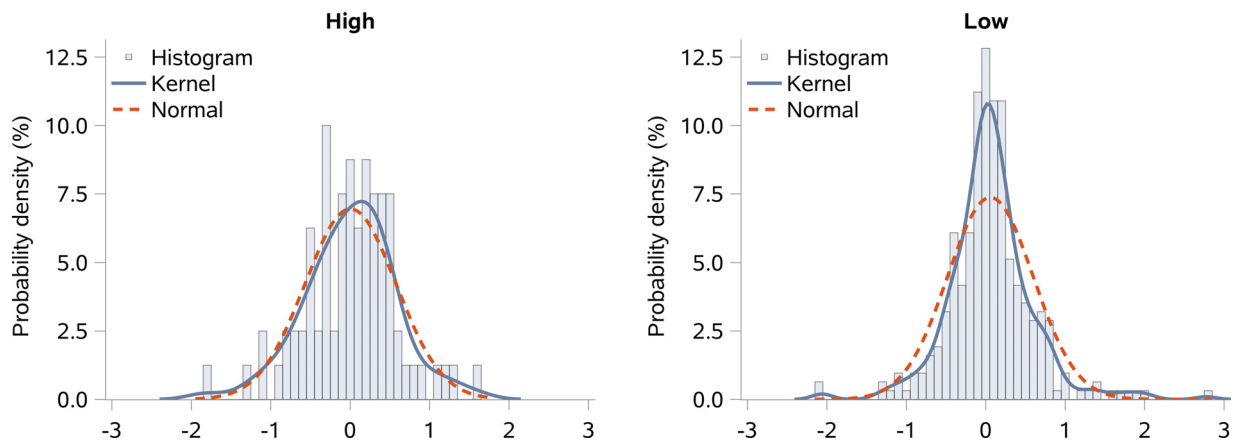 High
Probability density (%)
12.5
10.0
7.5
5.0
2.5
0.0
Histogram
Kernel
Normal
-3 -2 -1 0 1 2 3
Low
Probability density (%)
12.5
10.0
7.5
5.0
2.5
0.0
Histogram
Kernel
Normal
-3 -2 -1 0 1 2 3